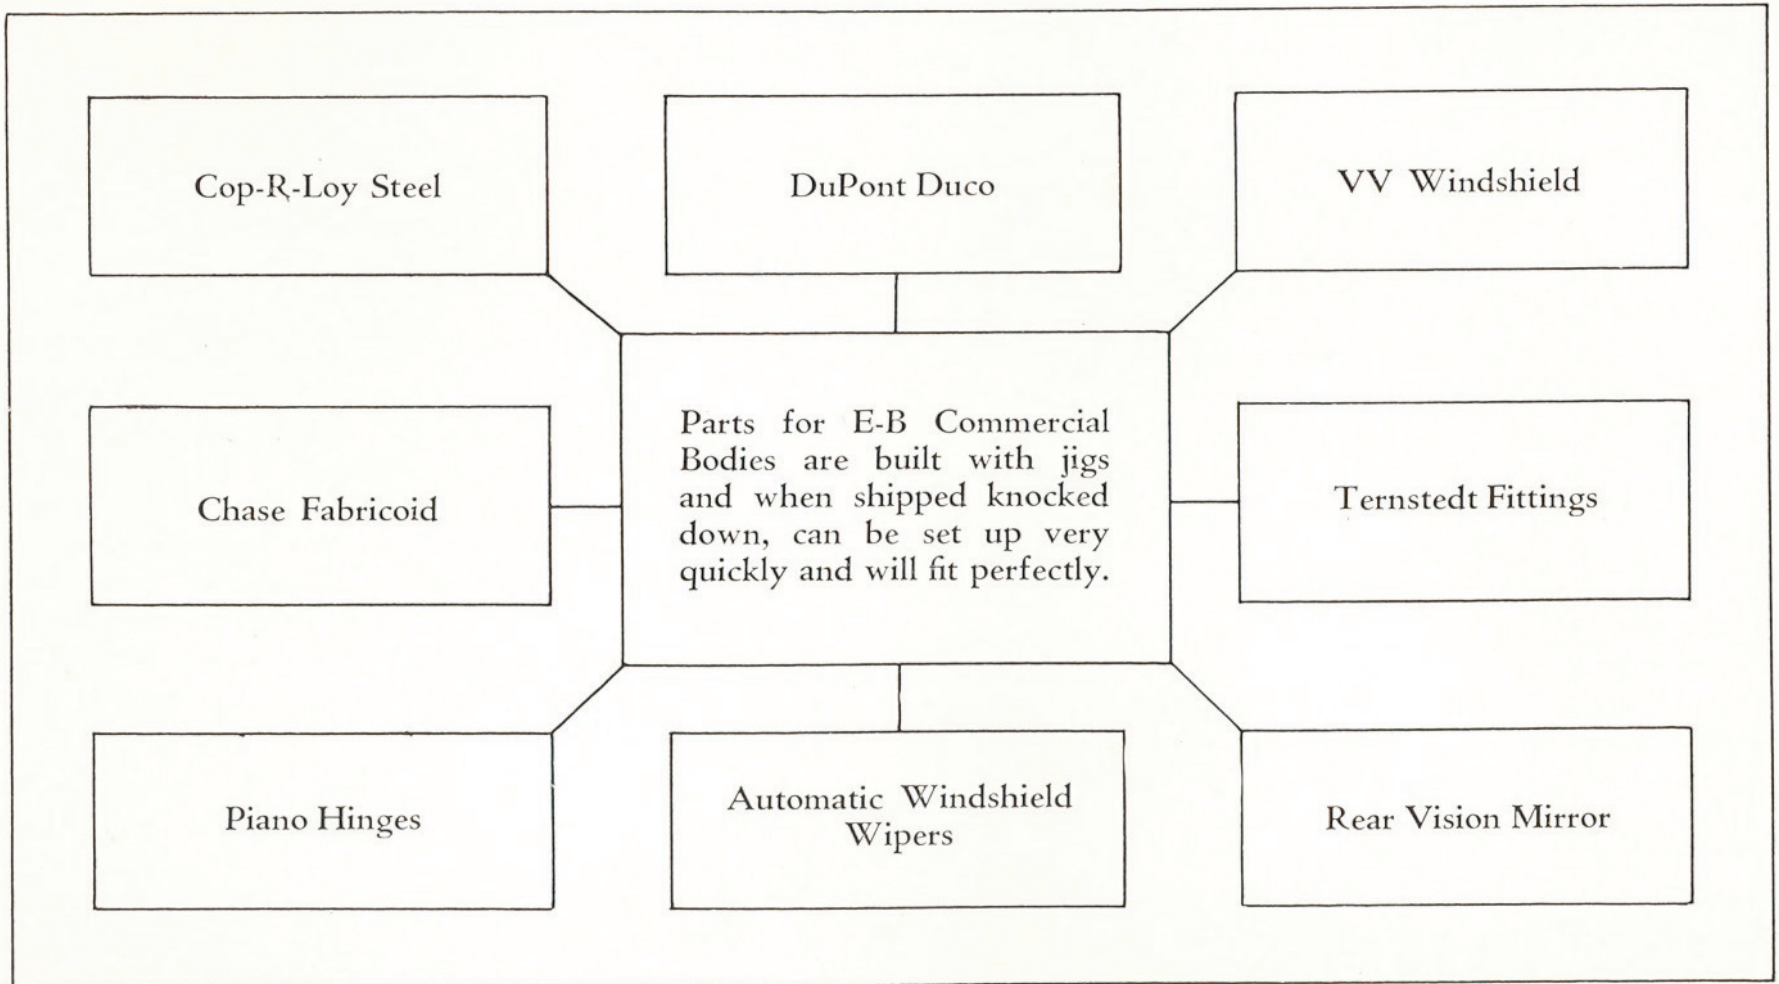 Cop-R-Loy Steel
DuPont Duco
VV Windshield
Chase Fabricoid
Parts for E-B Commercial
Bodies are built with jigs
and when shipped knocked
down, can be set up very
quickly and will fit perfectly.
Ternstedt Fittings
Piano Hinges
Automatic Windshield
Wipers
Rear Vision Mirror